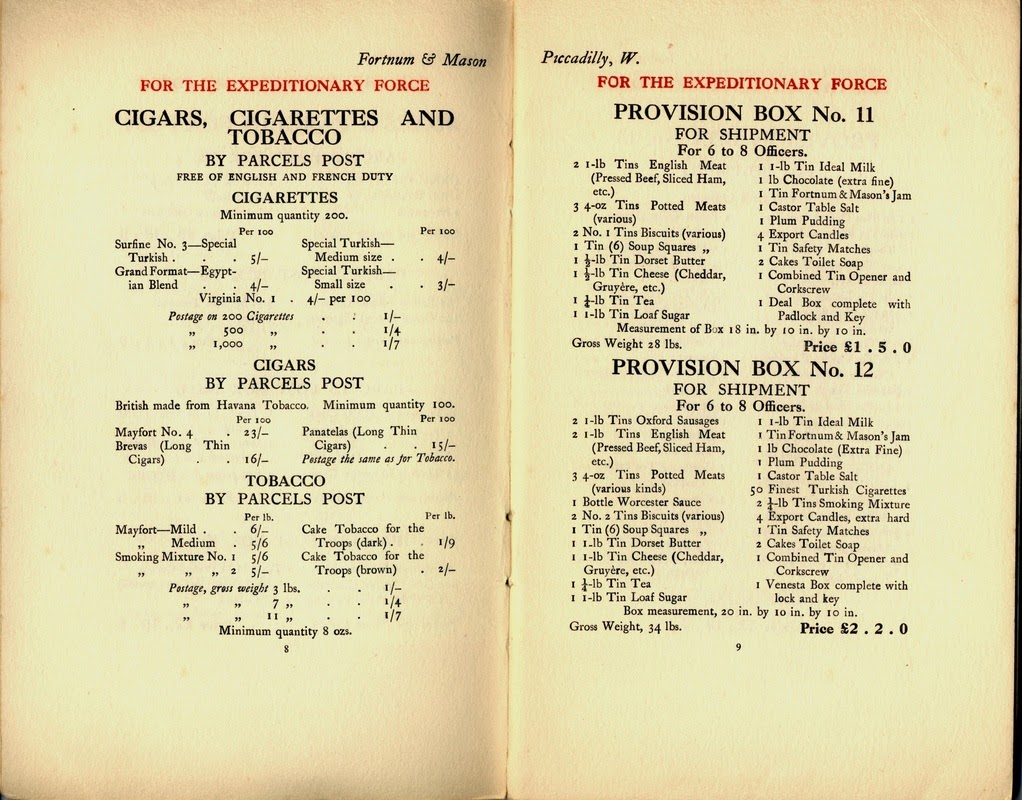 Fortnum & Mason
FOR THE EXPEDITIONARY FORCE
CIGARS, CIGARETTES AND
TOBACCO
BY PARCELS POST
FREE OF ENGLISH AND FRENCH DUTY
CIGARETTES
Minimum quantity 200.
Per 100 Per 100
Surfine No. 3—Special Special Turkish—
Turkish . . 5/– Medium size . . 4/–
Grand Format—Egypt- Special Turkish—
ian Blend . . 4/– Small size . . 3/–
Virginia No. 1 . 4/– per 100
Postage on 200 Cigarettes . . 1/–
„ 500 „ . . 1/4
„ 1,000 „ . . 1/7
CIGARS
BY PARCELS POST
British made from Havana Tobacco. Minimum quantity 100.
Per 100 Per 100
Mayfort No. 4 . 23/– Panatelas (Long Thin
Brevas (Long Thin Cigars) . . 15/–
Cigars) . . 16/– Postage the same as for Tobacco.
TOBACCO
BY PARCELS POST
Per lb. Per lb.
Mayfort—Mild . . 6/– Cake Tobacco for the
„ Medium . 5/6 Troops (dark) . . 1/9
Smoking Mixture No. 1 5/6 Cake Tobacco for the
„ „ „ 2 5/– Troops (brown) . 2/–
Postage, gross weight 3 lbs. . . 1/–
„ „ 7 „ . . 1/4
„ „ 11 „ . . 1/7
Minimum quantity 8 ozs.
8
Piccadilly, W.
FOR THE EXPEDITIONARY FORCE
PROVISION BOX No. 11
FOR SHIPMENT
For 6 to 8 Officers.
2 1-lb Tins English Meat
(Pressed Beef, Sliced Ham,
etc.)
3 4-oz Tins Potted Meats
(various)
2 No. 1 Tins Biscuits (various)
1 Tin (6) Soup Squares „
1 ½-lb Tin Dorset Butter
1 ½-lb Tin Cheese (Cheddar,
Gruyère, etc.)
1 ¼-lb Tin Tea
1 1-lb Tin Loaf Sugar
1 1-lb Tin Ideal Milk
1 lb Chocolate (extra fine)
1 Tin Fortnum & Mason's Jam
1 Castor Table Salt
1 Plum Pudding
4 Export Candles
1 Tin Safety Matches
2 Cakes Toilet Soap
1 Combined Tin Opener and
Corkscrew
1 Deal Box complete with
Padlock and Key
Measurement of Box 18 in. by 10 in. by 10 in.
Gross Weight 28 lbs. Price £1 . 5 . 0
PROVISION BOX No. 12
FOR SHIPMENT
For 6 to 8 Officers.
2 1-lb Tins Oxford Sausages
2 1-lb Tins English Meat
(Pressed Beef, Sliced Ham,
etc.)
3 4-oz Tins Potted Meats
(various kinds)
1 Bottle Worcester Sauce
2 No. 2 Tins Biscuits (various)
1 Tin (6) Soup Squares „
1 1-lb Tin Dorset Butter
1 1-lb Tin Cheese (Cheddar,
Gruyère, etc.)
1 ¼-lb Tin Tea
1 1-lb Tin Loaf Sugar
1 1-lb Tin Ideal Milk
1 Tin Fortnum & Mason's Jam
1 lb Chocolate (Extra Fine)
1 Plum Pudding
1 Castor Table Salt
50 Finest Turkish Cigarettes
2 ¼-lb Tins Smoking Mixture
4 Export Candles, extra hard
1 Tin Safety Matches
2 Cakes Toilet Soap
1 Combined Tin Opener and
Corkscrew
1 Venesta Box complete with
lock and key
Box measurement, 20 in. by 10 in. by 10 in.
Gross Weight, 34 lbs. Price £2 . 2 . 0
9